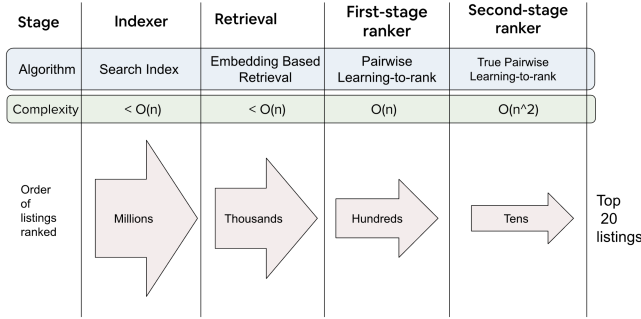 Stage
Indexer
Retrieval
First-stage
ranker
Second-stage
ranker
Algorithm
Search Index
Embedding Based
Retrieval
Pairwise
Learning-to-rank
True Pairwise
Learning-to-rank
Complexity
< O(n)
< O(n)
O(n)
O(n^2)
Order
of
listings
ranked
Millions
Thousands
Hundreds
Tens
Top
20
listings